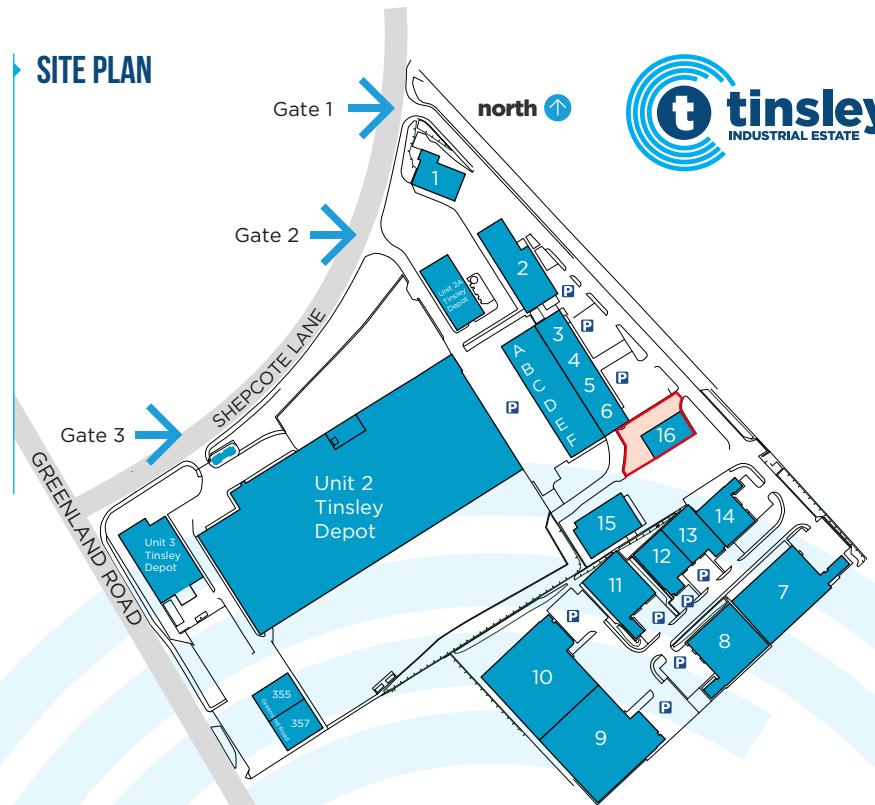 SITE PLAN
Gate 1
north
t tinsley
INDUSTRIAL ESTATE
1
Gate 2
2
Unit 2A
Tinsley
Depot
P
SHEPCOTE LANE
3
P
A
4
B
5
P
C
D
6
E
P
F
16
Gate 3
GREENLAND ROAD
Unit 2
Tinsley
Depot
15
14
13
12
Unit 3
Tinsley
Depot
11
P
7
P
P
P
8
P
10
355
Greenland Road
357
P
9